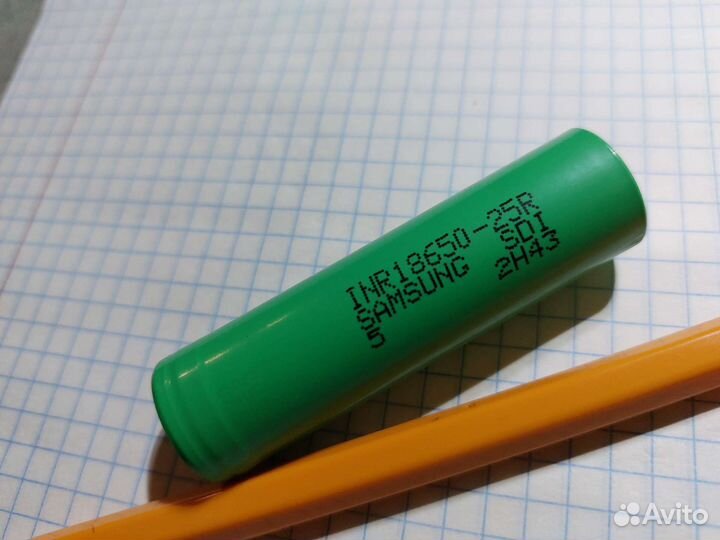 INR18650-25R
SAMSUNG SDI
5 2H43
Avito